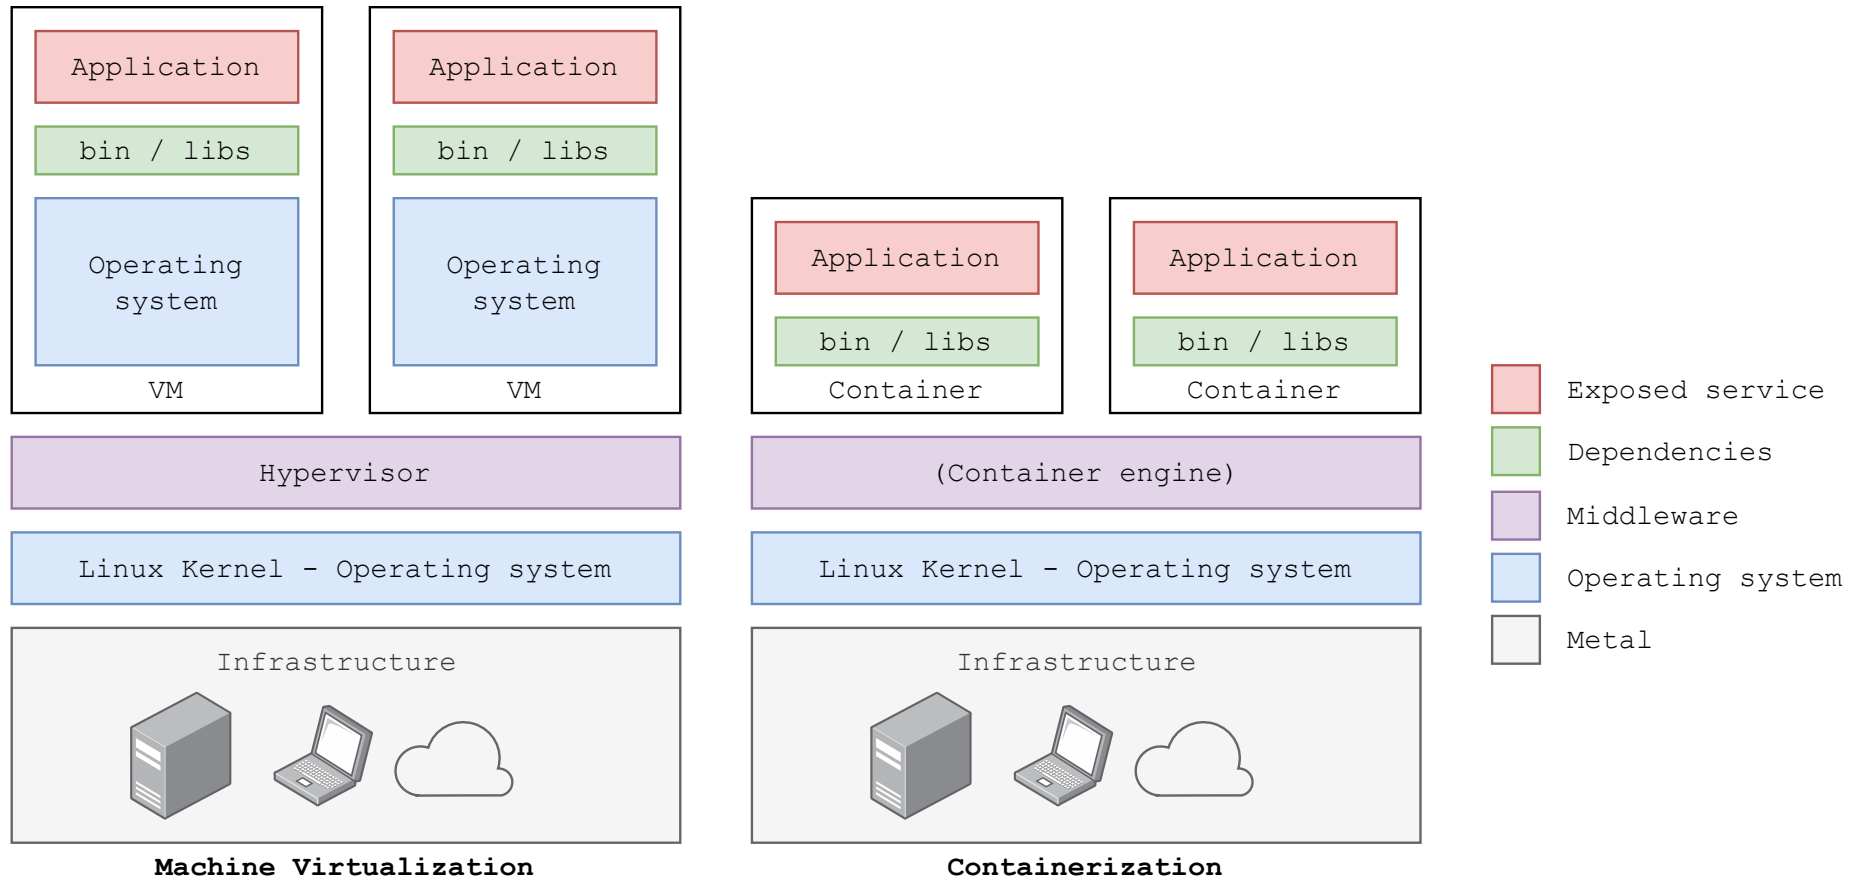 Application
bin / libs
Operating
system
VM
Application
bin / libs
Operating
system
VM
Hypervisor
Linux Kernel - Operating system
Infrastructure
Machine Virtualization
Application
bin / libs
Container
Application
bin / libs
Container
(Container engine)
Linux Kernel - Operating system
Infrastructure
Containerization
Exposed service
Dependencies
Middleware
Operating system
Metal